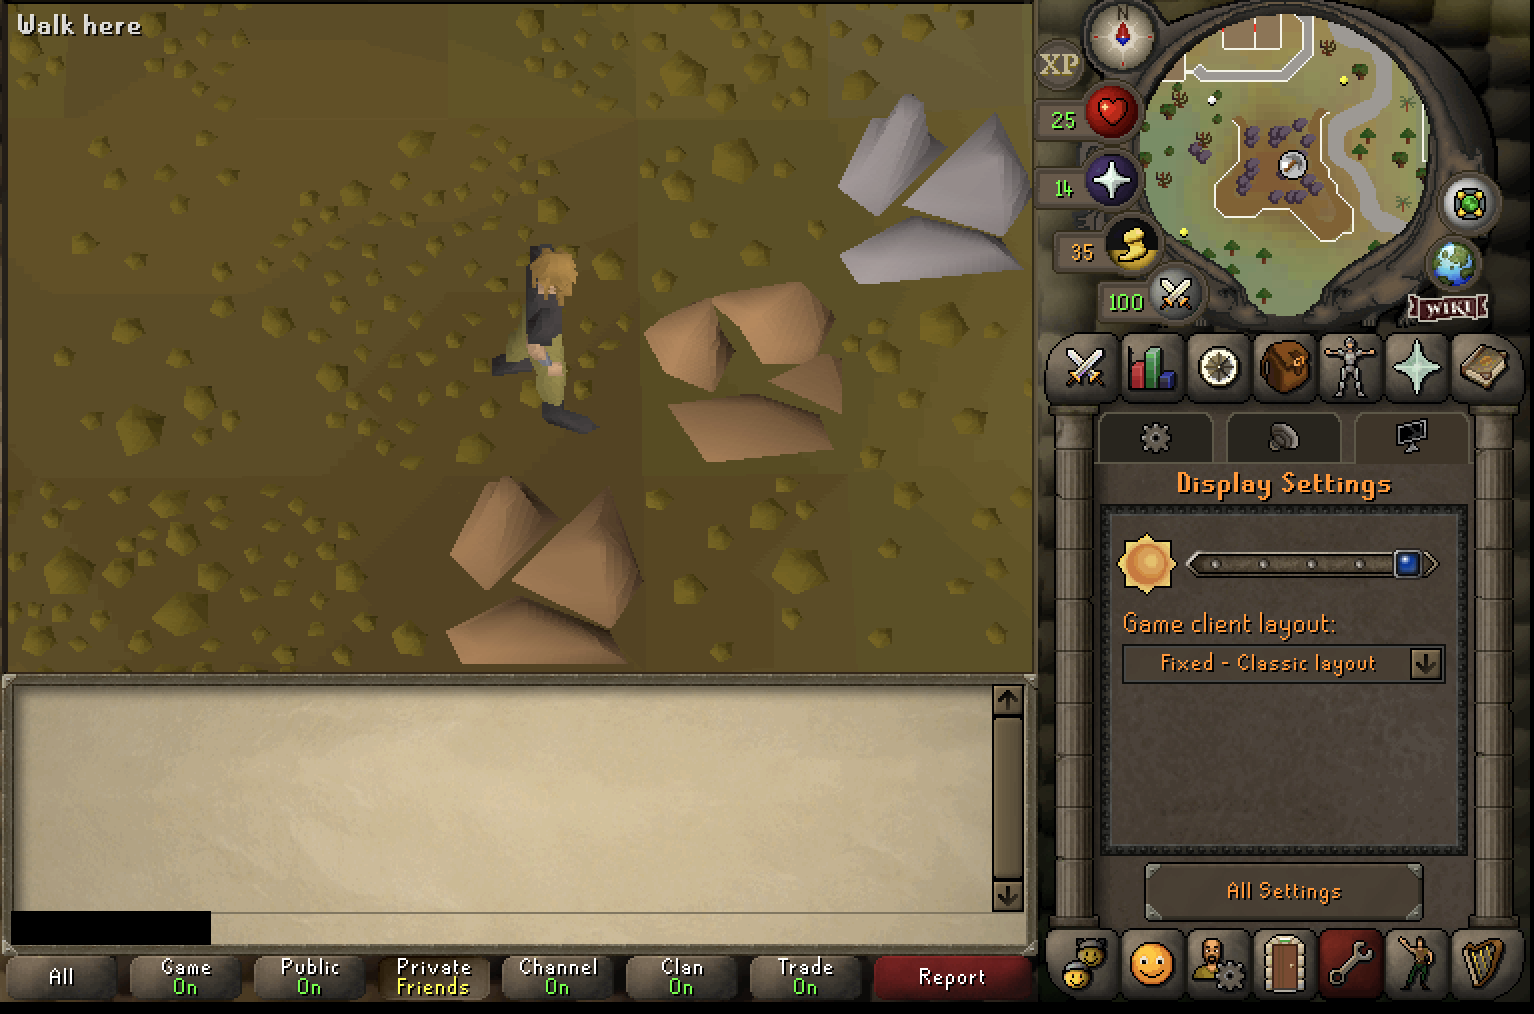 Walk here
N
XP
25
14
35
100
WIKI
Display Settings
Game client layout:
Fixed - Classic layout
All Settings
All
Game
On
Public
On
Private
Friends
Channel
On
Clan
On
Trade
On
Report